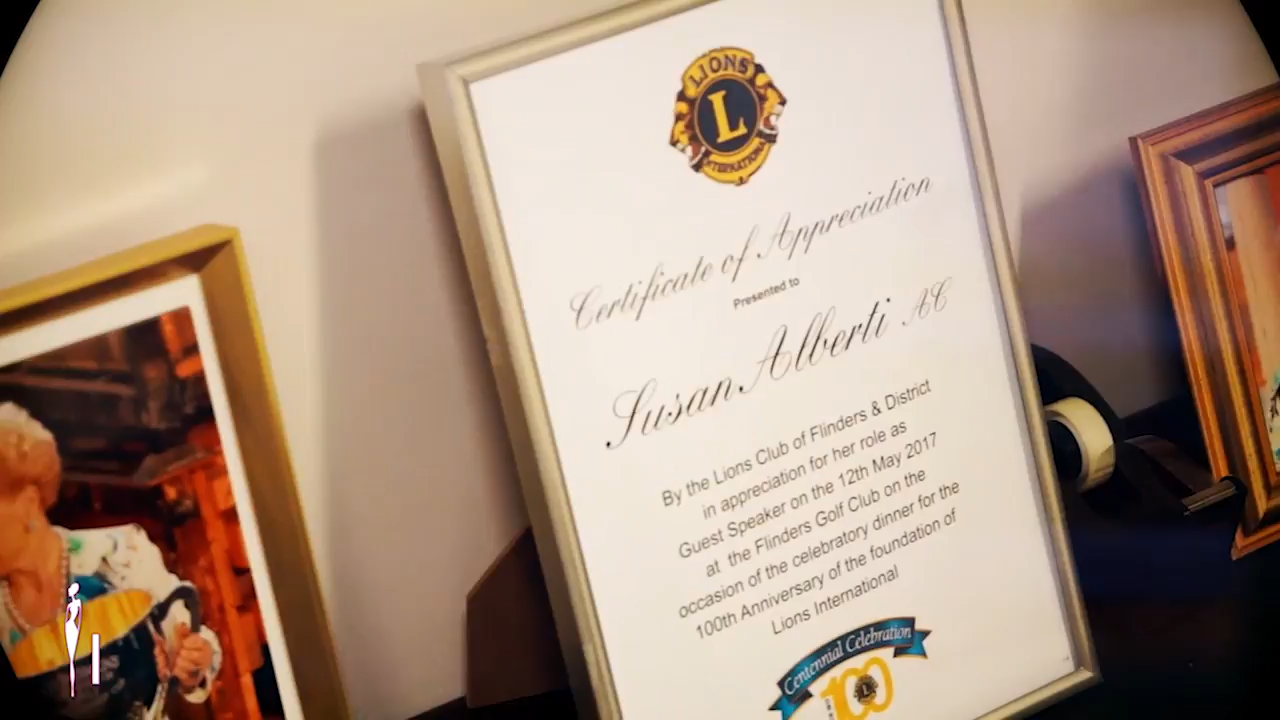 LIONS
L
INTERNATIONAL
Certificate of Appreciation
Presented to
Susan Alberti AC
By the Lions Club of Flinders & District
in appreciation for her role as
Guest Speaker on the 12th May 2017
at the Flinders Golf Club on the
occasion of the celebratory dinner for the
100th Anniversary of the foundation of
Lions International
Centennial Celebration
100
L